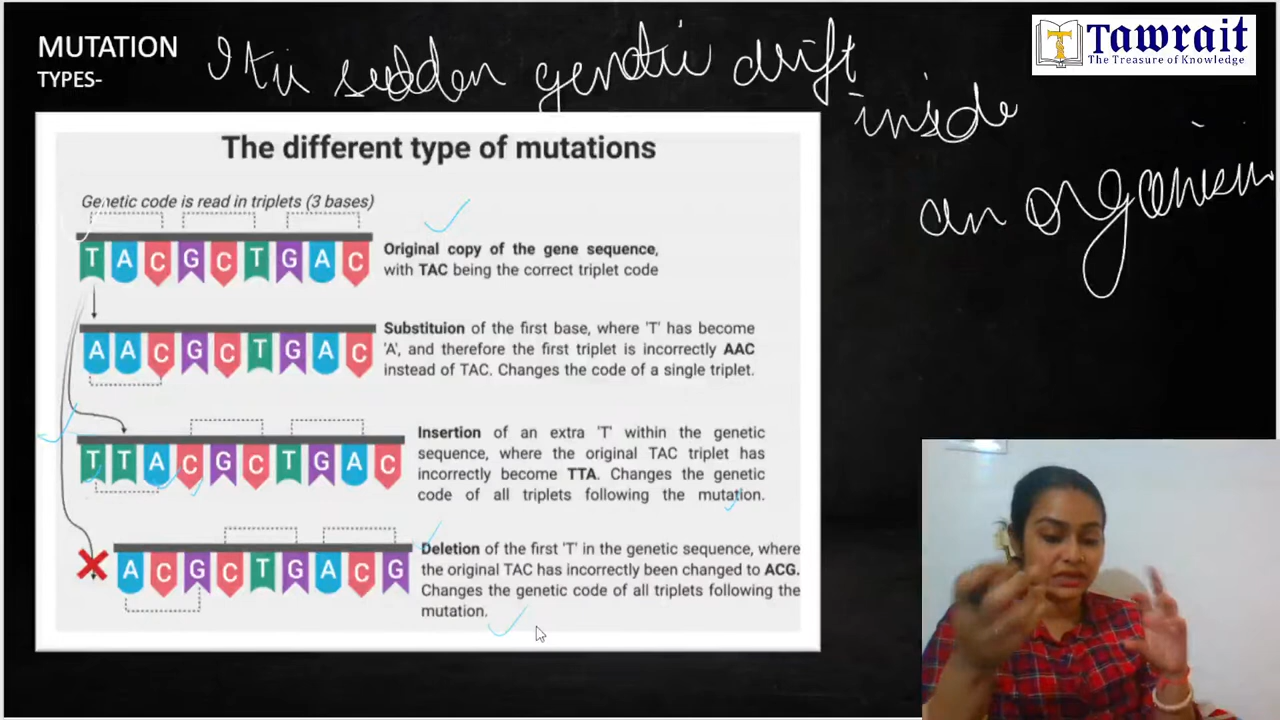 MUTATION
TYPES-
It is sudden genetic drift
inside
an organism
Tawrait
The Treasure of Knowledge
The different type of mutations
Genetic code is read in triplets (3 bases)
T A C G C T G A C
Original copy of the gene sequence,
with TAC being the correct triplet code
A A C G C T G A C
Substituion of the first base, where 'T' has become
'A', and therefore the first triplet is incorrectly AAC
instead of TAC. Changes the code of a single triplet.
T T A C G C T G A C
Insertion of an extra 'T' within the genetic
sequence, where the original TAC triplet has
incorrectly become TTA. Changes the genetic
code of all triplets following the mutation.
A C G C T G A C G
Deletion of the first 'T' in the genetic sequence, where
the original TAC has incorrectly been changed to ACG.
Changes the genetic code of all triplets following the
mutation.